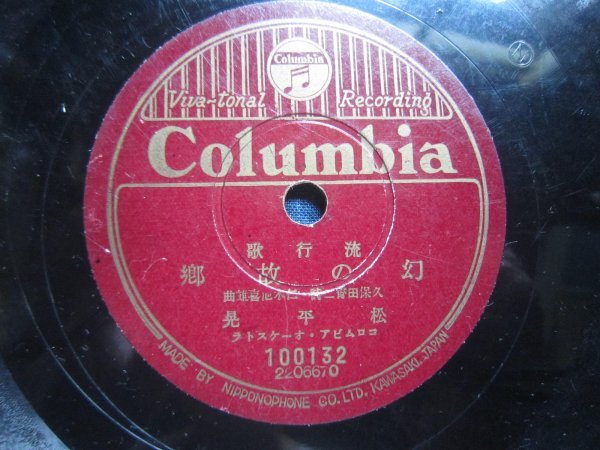 Columbia
Viva-tonal Recording
Columbia
流行歌
幻の故郷
久保田宵二詩・
松平晃
コロムビア・オーケストラ
100132
2206670
MADE BY NIPPONOPHONE CO. LTD. KAWASAKI, JAPAN